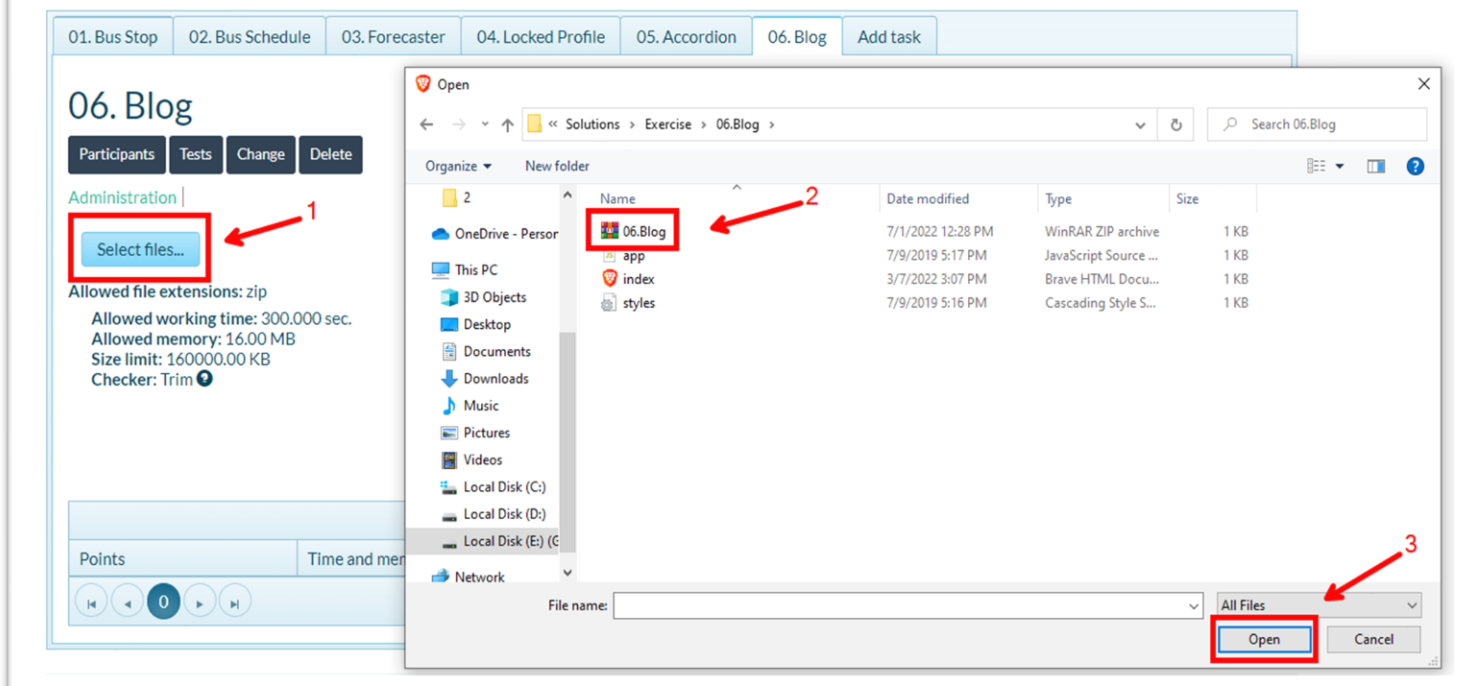 01. Bus Stop 02. Bus Schedule 03. Forecaster 04. Locked Profile 05. Accordion 06. Blog Add task
06. Blog
Participants Tests Change Delete
Administration |
1
Select files...
Allowed file extensions: zip
Allowed working time: 300.000 sec.
Allowed memory: 16.00 MB
Size limit: 160000.00 KB
Checker: Trim
Points Time and mem
0
Open
« Solutions › Exercise › 06.Blog ›
Search 06.Blog
Organize New folder
2
OneDrive - Person
This PC
3D Objects
Desktop
Documents
Downloads
Music
Pictures
Videos
Local Disk (C:)
Local Disk (D:)
Local Disk (E:) (G
Network
Name Date modified Type Size
2
06.Blog 7/1/2022 12:28 PM WinRAR ZIP archive 1 KB
app 7/9/2019 5:17 PM JavaScript Source ... 1 KB
index 3/7/2022 3:07 PM Brave HTML Docu... 1 KB
styles 7/9/2019 5:16 PM Cascading Style S... 1 KB
3
File name: All Files
Open Cancel